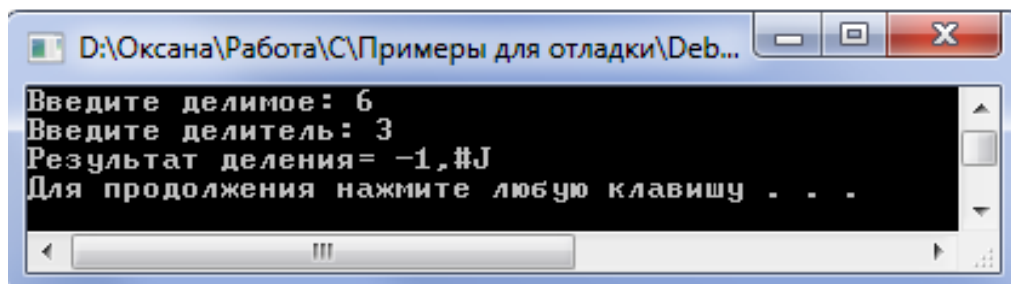 D:\Оксана\Работа\С\Примеры для отладки\Deb...
Введите делимое: 6
Введите делитель: 3
Результат деления= -1,#J
Для продолжения нажмите любую клавишу . . .